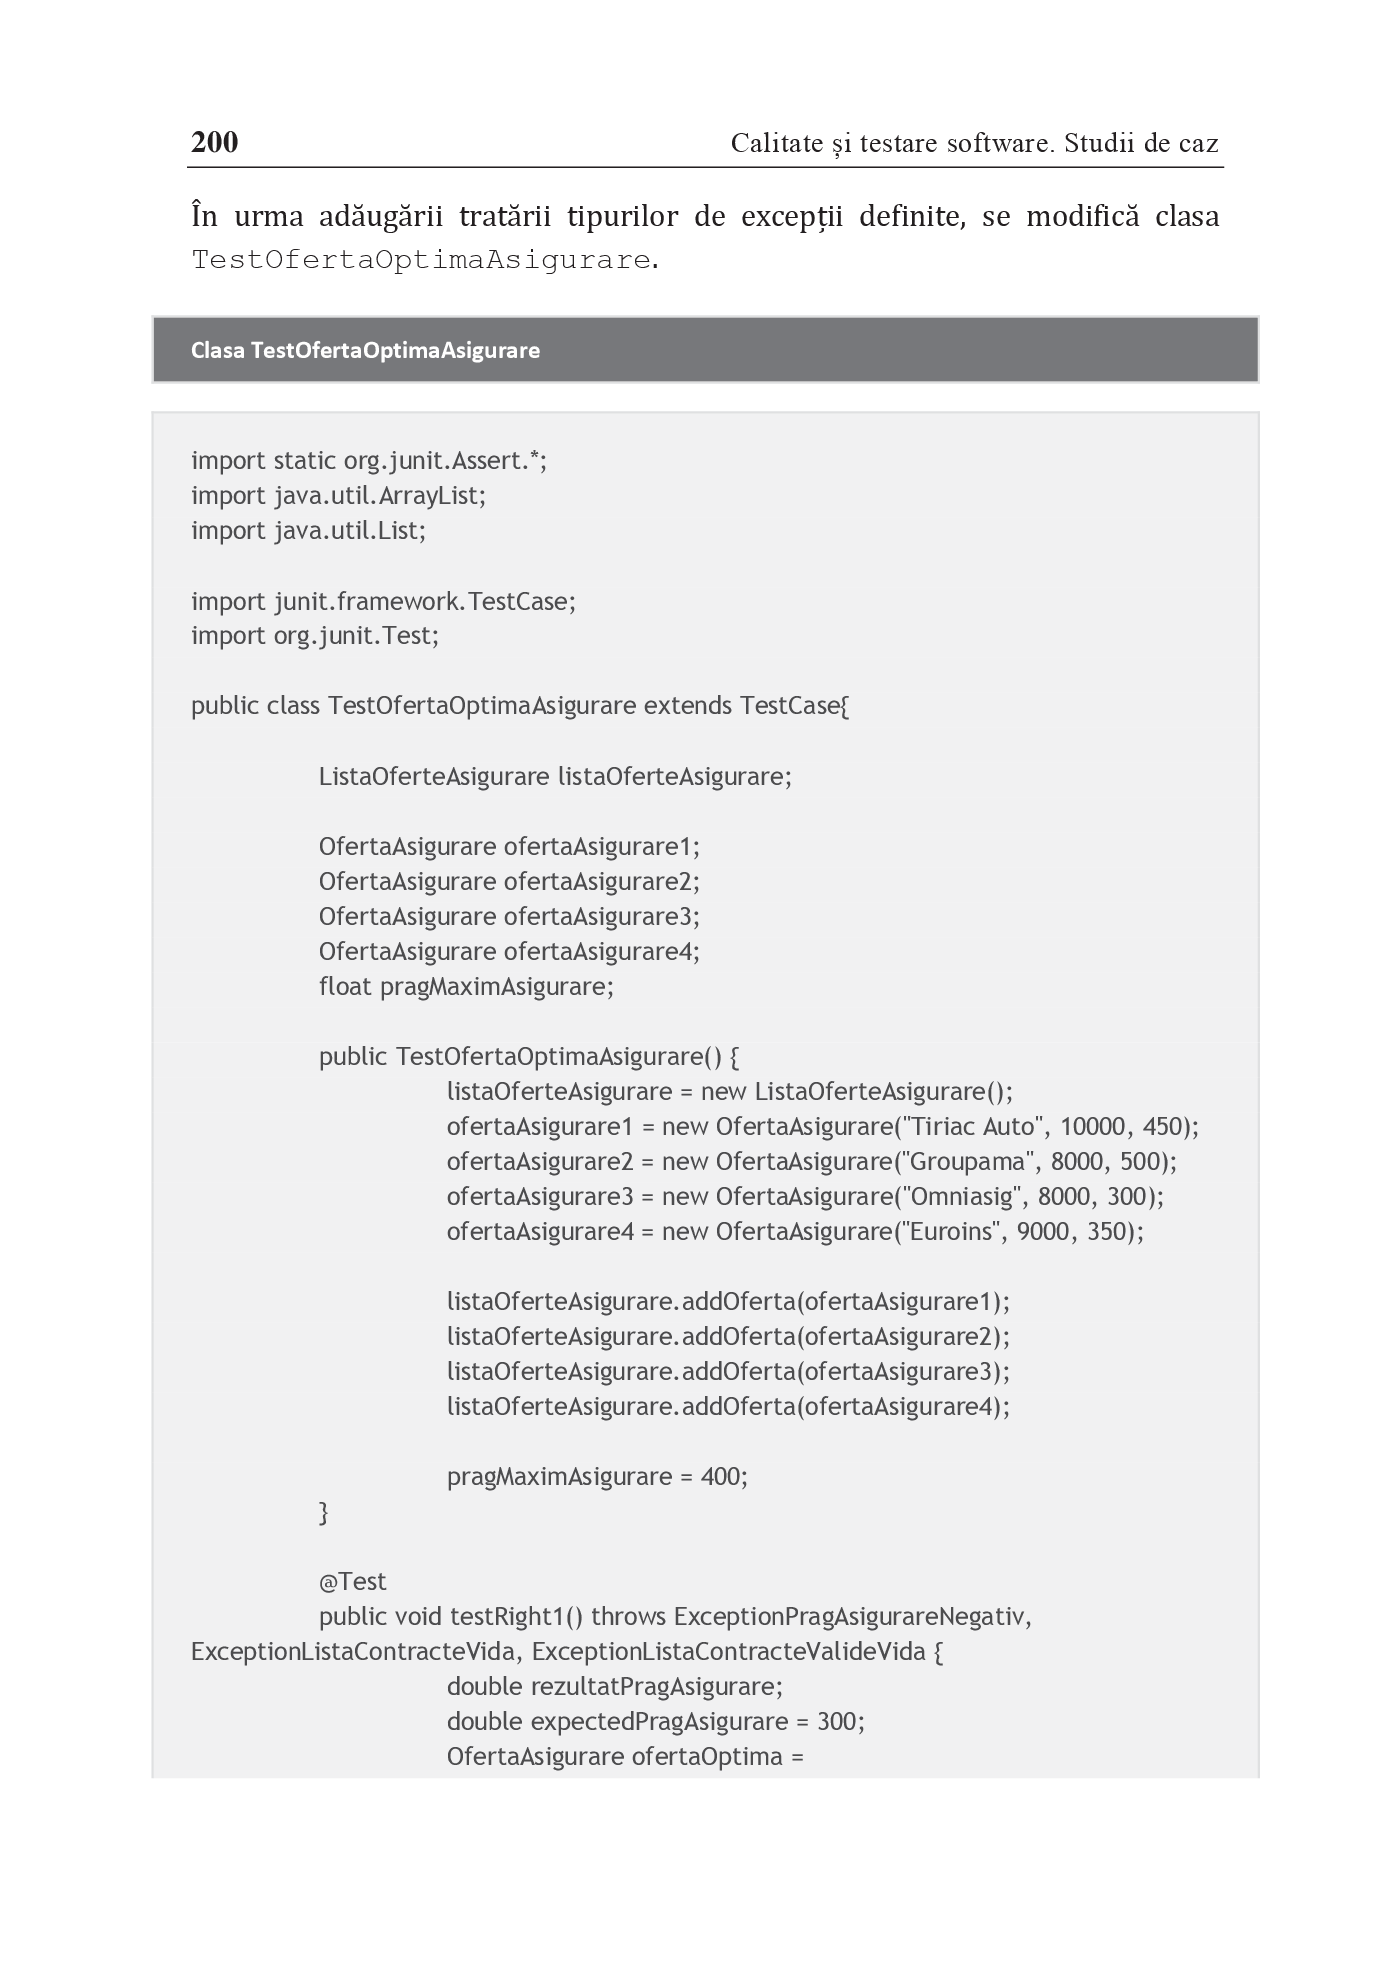 200 Calitate și testare software. Studii de caz
În urma adăugării tratării tipurilor de excepții definite, se modifică clasa
TestOfertaOptimaAsigurare.
Clasa TestOfertaOptimaAsigurare
import static org.junit.Assert.*;
import java.util.ArrayList;
import java.util.List;
import junit.framework.TestCase;
import org.junit.Test;
public class TestOfertaOptimaAsigurare extends TestCase{
ListaOferteAsigurare listaOferteAsigurare;
OfertaAsigurare ofertaAsigurare1;
OfertaAsigurare ofertaAsigurare2;
OfertaAsigurare ofertaAsigurare3;
OfertaAsigurare ofertaAsigurare4;
float pragMaximAsigurare;
public TestOfertaOptimaAsigurare() {
listaOferteAsigurare = new ListaOferteAsigurare();
ofertaAsigurare1 = new OfertaAsigurare("Tiriac Auto", 10000, 450);
ofertaAsigurare2 = new OfertaAsigurare("Groupama", 8000, 500);
ofertaAsigurare3 = new OfertaAsigurare("Omniasig", 8000, 300);
ofertaAsigurare4 = new OfertaAsigurare("Euroins", 9000, 350);
listaOferteAsigurare.addOferta(ofertaAsigurare1);
listaOferteAsigurare.addOferta(ofertaAsigurare2);
listaOferteAsigurare.addOferta(ofertaAsigurare3);
listaOferteAsigurare.addOferta(ofertaAsigurare4);
pragMaximAsigurare = 400;
}
@Test
public void testRight1() throws ExceptionPragAsigurareNegativ,
ExceptionListaContracteVida, ExceptionListaContracteValideVida {
double rezultatPragAsigurare;
double expectedPragAsigurare = 300;
OfertaAsigurare ofertaOptima =